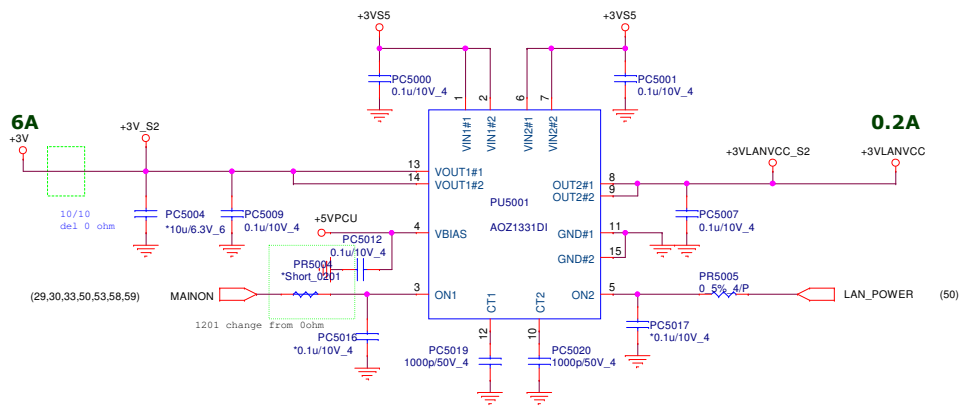 +3VS5
+3VS5
PC5000
0.1u/10V_4
PC5001
0.1u/10V_4
1
2
6
7
VIN1#1
VIN1#2
VIN2#1
VIN2#2
6A
+3V
+3V_S2
0.2A
+3VLANVCC_S2
+3VLANVCC
13
VOUT1#1
14
VOUT1#2
8
OUT2#1
9
OUT2#2
PU5001
AOZ1331DI
10/10
del 0 ohm
PC5004
*10u/6.3V_6
PC5009
0.1u/10V_4
PC5007
0.1u/10V_4
+5VPCU
4
VBIAS
11
GND#1
15
GND#2
PC5012
0.1u/10V_4
PR5004
*Short_0201
(29,30,33,50,53,58,59)
MAINON
3
ON1
5
ON2
PR5005
0_5%_4/P
LAN_POWER
(50)
CT1
CT2
1201 change from 0ohm
PC5016
*0.1u/10V_4
PC5017
*0.1u/10V_4
12
10
PC5019
1000p/50V_4
PC5020
1000p/50V_4